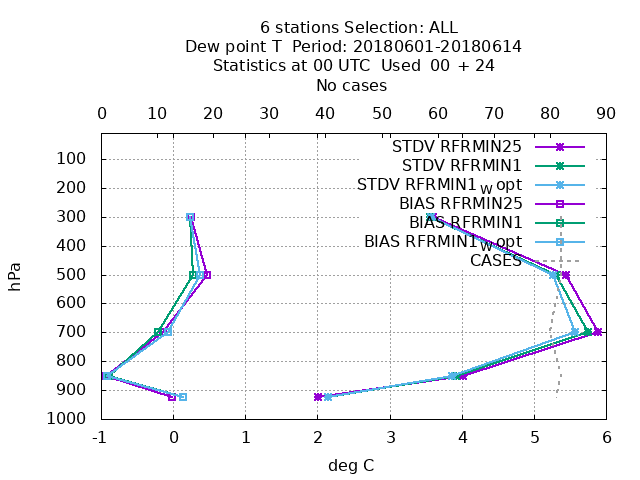 6 stations Selection: ALL
Dew point T  Period: 20180601-20180614
Statistics at 00 UTC  Used  00 + 24
No cases
0 10 20 30 40 50 60 70 80 90
STDV RFRMIN25
STDV RFRMIN1
STDV RFRMIN1w opt
BIAS RFRMIN25
BIAS RFRMIN1
BIAS RFRMIN1w opt
CASES
100
200
300
400
500
600
700
800
900
1000
hPa
-1 0 1 2 3 4 5 6
deg C